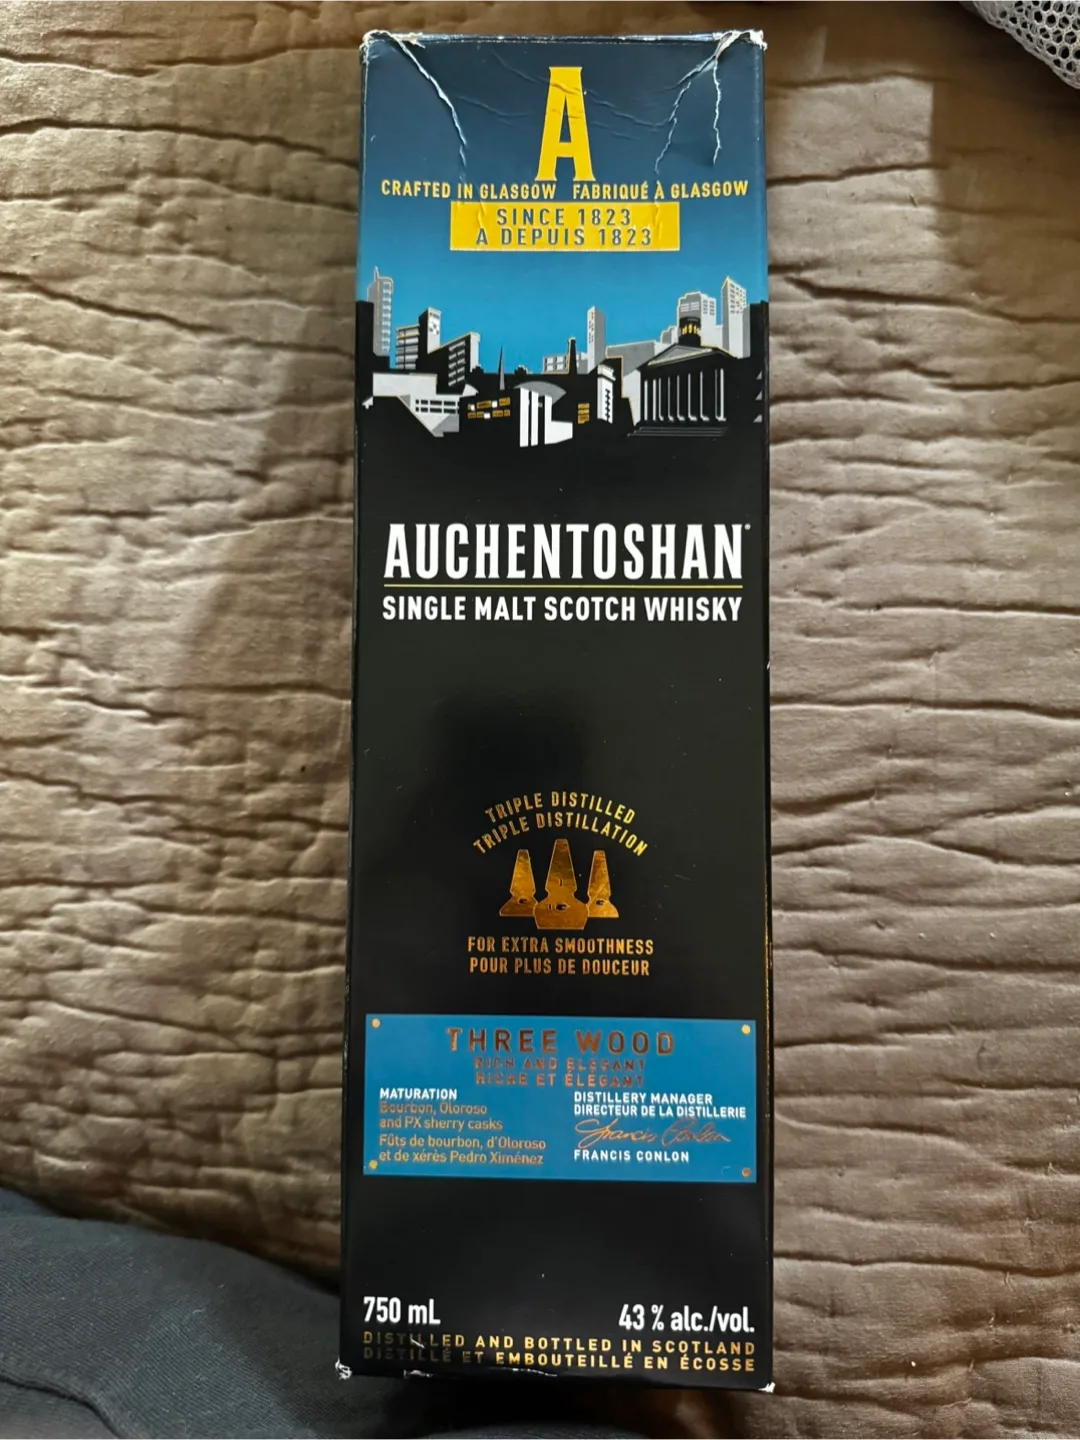 A
CRAFTED IN GLASGOW FABRIQUÉ À GLASGOW
SINCE 1823
A DEPUIS 1823
AUCHENTOSHAN
SINGLE MALT SCOTCH WHISKY
TRIPLE DISTILLED
TRIPLE DISTILLATION
FOR EXTRA SMOOTHNESS
POUR PLUS DE DOUCEUR
THREE WOOD
RICH AND ELEGANT
RICHE ET ÉLÉGANT
MATURATION
Bourbon, Oloroso
and PX sherry casks
Fûts de bourbon, d'Oloroso
et de xérès Pedro Ximénez
DISTILLERY MANAGER
DIRECTEUR DE LA DISTILLERIE
Francis Conlon
FRANCIS CONLON
750 mL
43 % alc./vol.
DISTILLED AND BOTTLED IN SCOTLAND
DISTILLÉ ET EMBOUTEILLÉ EN ÉCOSSE